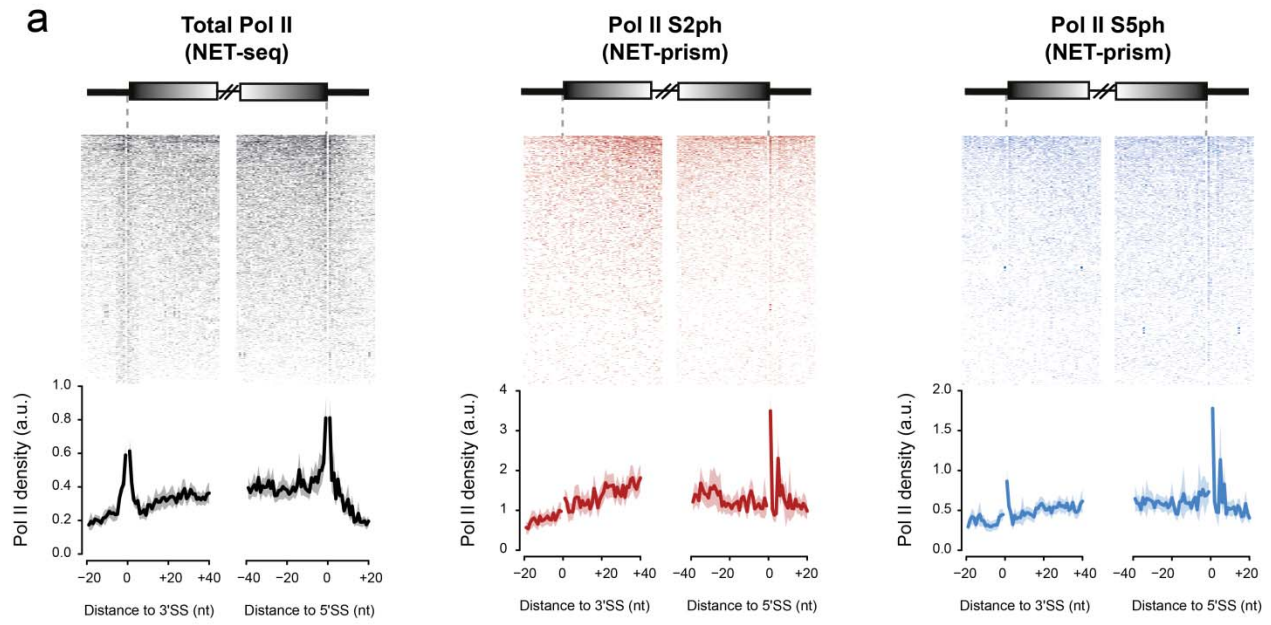 a
Total Pol II
(NET-seq)
Pol II S2ph
(NET-prism)
Pol II S5ph
(NET-prism)
Pol II density (a.u.)
1.0
0.8
0.6
0.4
0.2
0.0
−20 0 +20 +40
−40 −20 0 +20
Distance to 3'SS (nt)
Distance to 5'SS (nt)
Pol II density (a.u.)
4
3
2
1
0
−20 0 +20 +40
−40 −20 0 +20
Distance to 3'SS (nt)
Distance to 5'SS (nt)
Pol II density (a.u.)
2.0
1.5
1.0
0.5
0.0
−20 0 +20 +40
−40 −20 0 +20
Distance to 3'SS (nt)
Distance to 5'SS (nt)